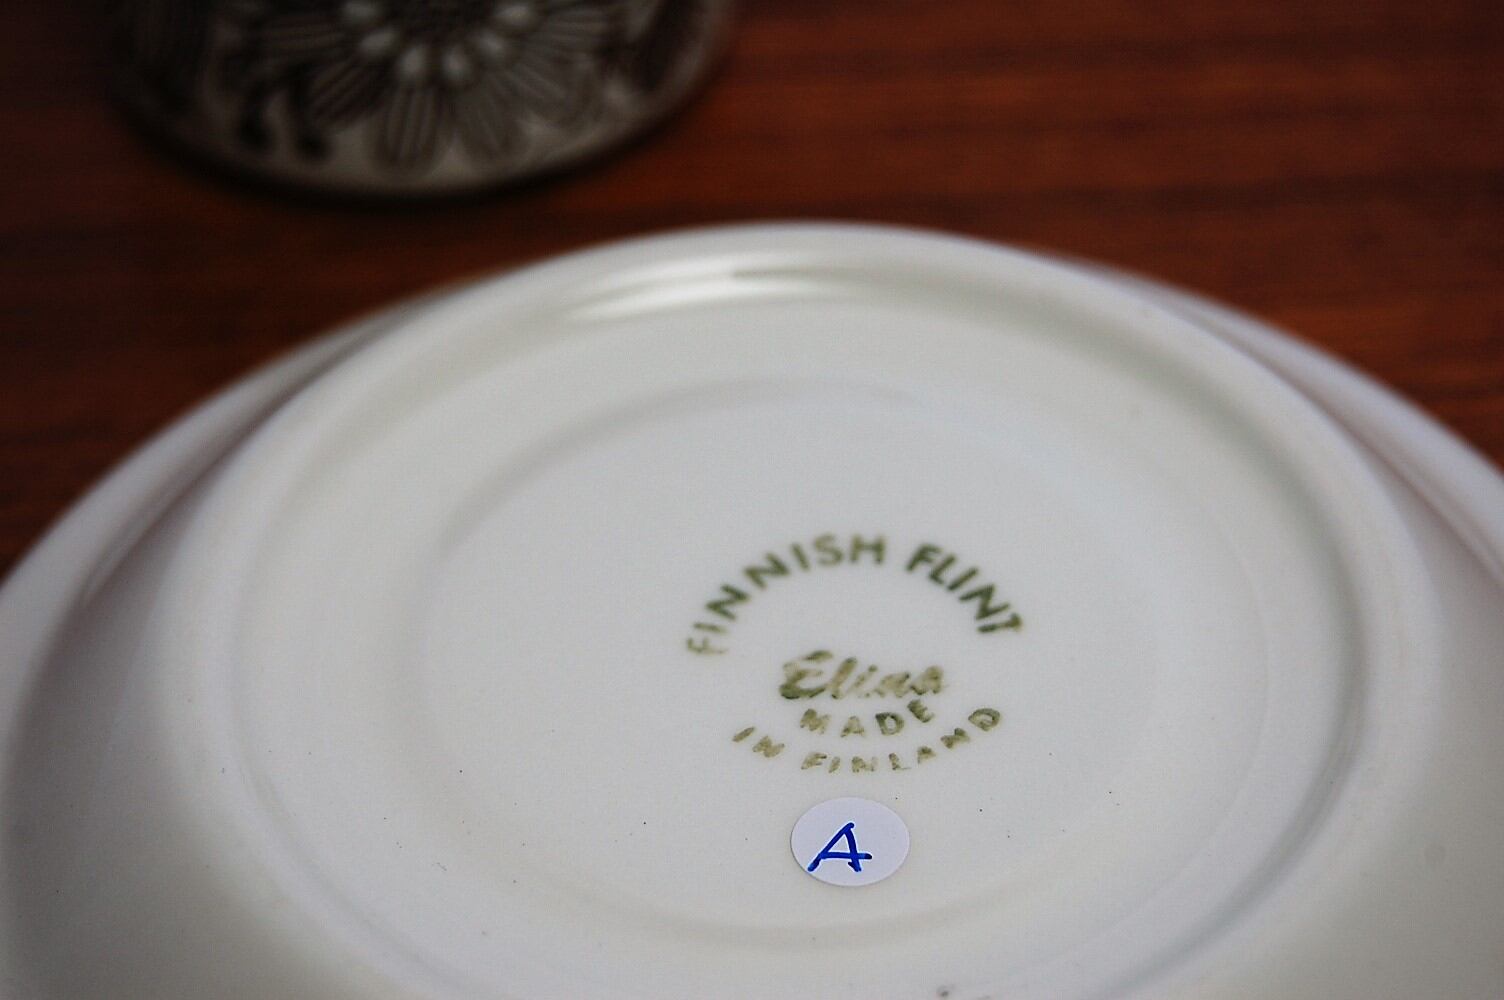 FINNISH FLINT
Elina
MADE
IN FINLAND
A